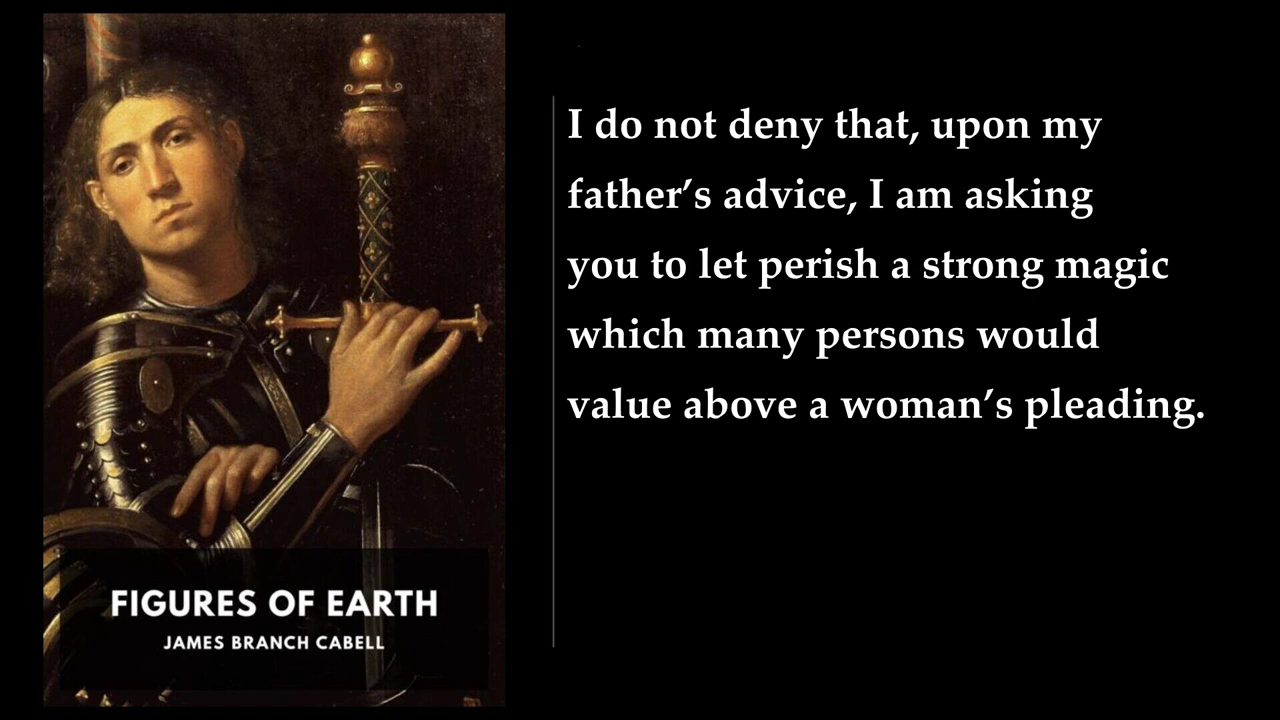 I do not deny that, upon my
father’s advice, I am asking
you to let perish a strong magic
which many persons would
value above a woman’s pleading.
FIGURES OF EARTH
JAMES BRANCH CABELL